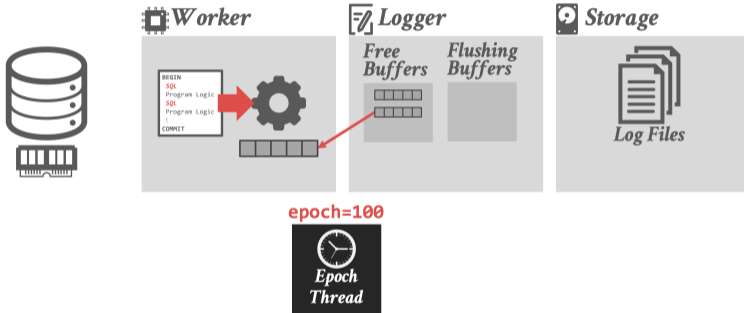 Worker
Logger
Storage
Free
Buffers
Flushing
Buffers
BEGIN
SQL
Program Logic
SQL
Program Logic
:
COMMIT
Log Files
epoch=100
Epoch
Thread